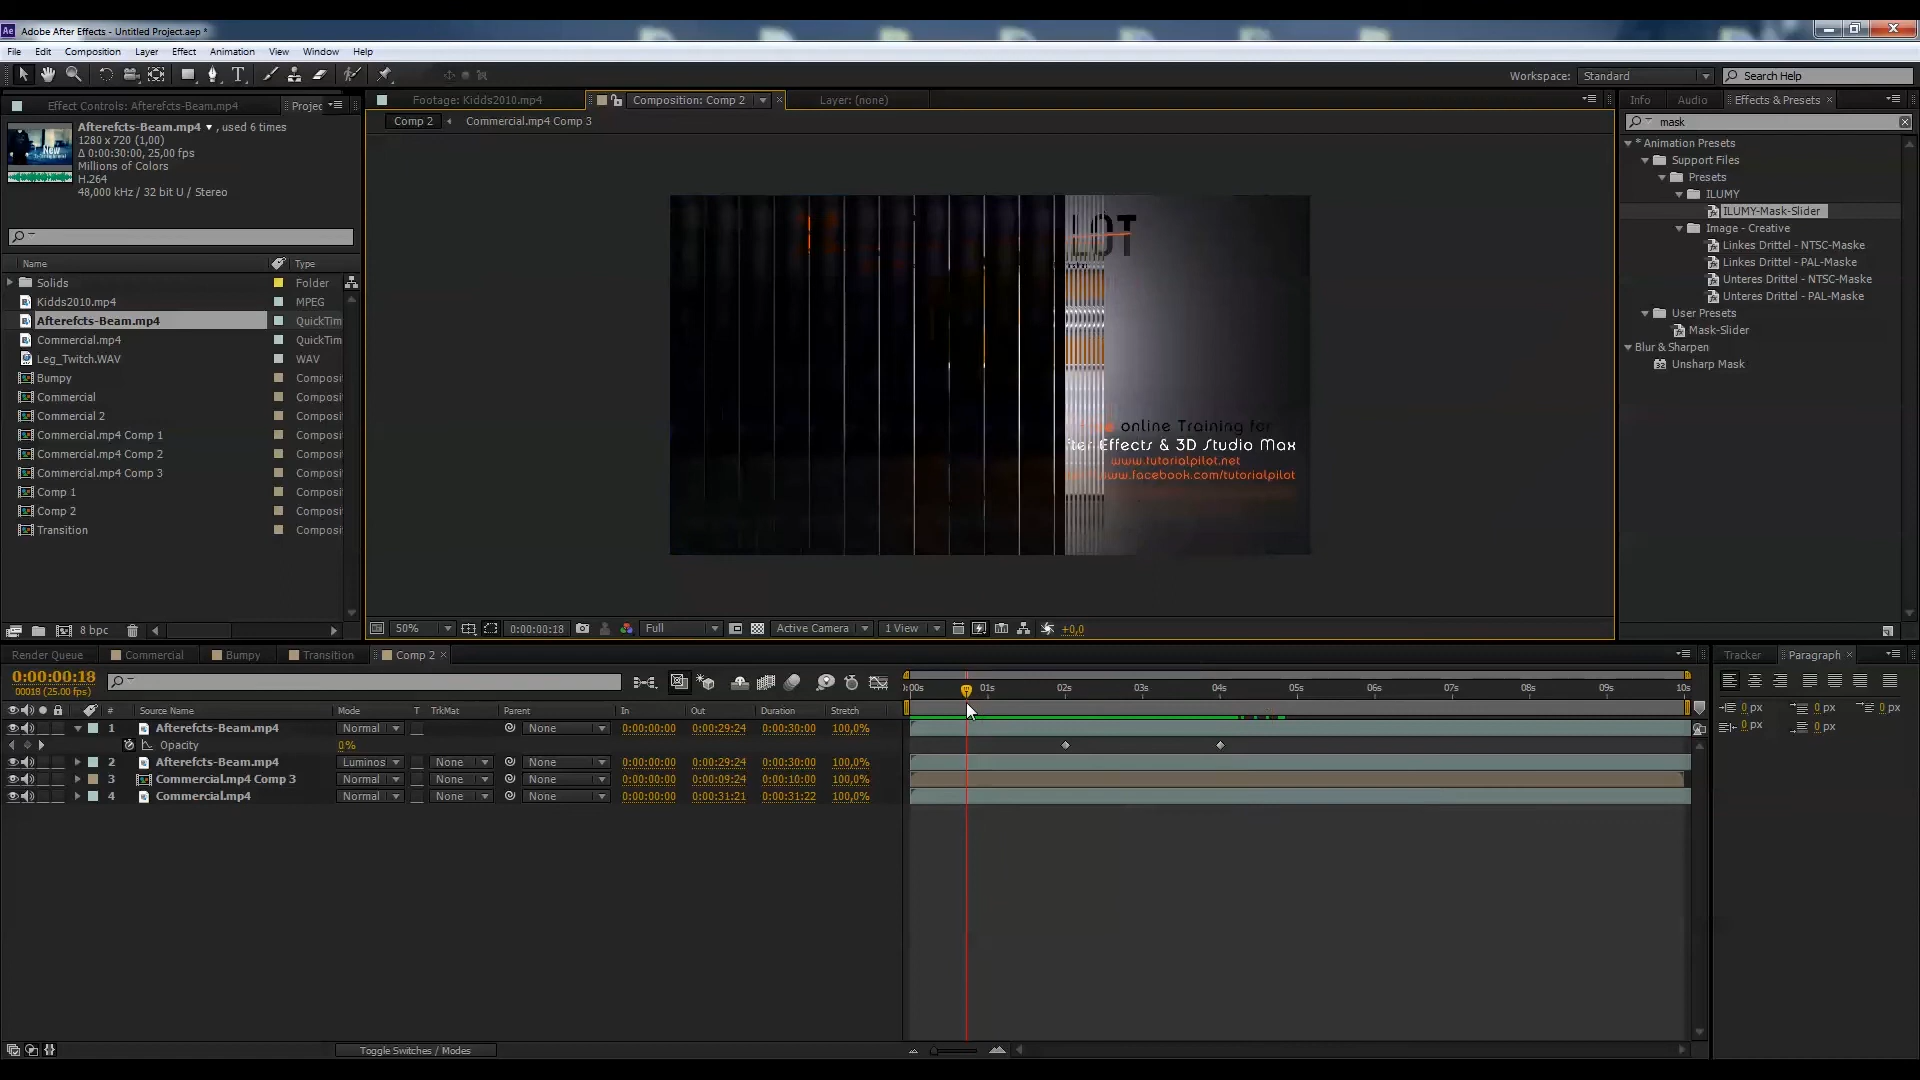 Ae Adobe After Effects - Untitled Project.aep *
File Edit Composition Layer Effect Animation View Window Help
Workspace: Standard Search Help
Effect Controls: Afterefcts-Beam.mp4 Projec
Afterefcts-Beam.mp4 , used 6 times
1280 x 720 (1,00)
Δ 0:00:30:00, 25,00 fps
Millions of Colors
H.264
48,000 kHz / 32 bit U / Stereo
New
Name Type
Solids Folder
Kidds2010.mp4 MPEG
Afterefcts-Beam.mp4 QuickTim
Commercial.mp4 QuickTim
Leg_Twitch.WAV WAV
Bumpy Composi
Commercial Composi
Commercial 2 Composi
Commercial.mp4 Comp 1 Composi
Commercial.mp4 Comp 2 Composi
Commercial.mp4 Comp 3 Composi
Comp 1 Composi
Comp 2 Composi
Transition Composi
8 bpc
Footage: Kidds2010.mp4 Composition: Comp 2 Layer: (none)
Comp 2 Commercial.mp4 Comp 3
LOT
online Training for
fter Effects & 3D Studio Max
www.tutorialpilot.net
www.facebook.com/tutorialpilot
50% 0:00:00:18 Full Active Camera 1 View +0,0
Info Audio Effects & Presets
mask
* Animation Presets
Support Files
Presets
ILUMY
ILUMY-Mask-Slider
Image - Creative
Linkes Drittel - NTSC-Maske
Linkes Drittel - PAL-Maske
Unteres Drittel - NTSC-Maske
Unteres Drittel - PAL-Maske
User Presets
Mask-Slider
Blur & Sharpen
32 Unsharp Mask
Render Queue Commercial Bumpy Transition Comp 2
0:00:00:18
00018 (25.00 fps)
0:00s 01s 02s 03s 04s 05s 06s 07s 08s 09s 10s
# Source Name Mode T TrkMat Parent In Out Duration Stretch
1 Afterefcts-Beam.mp4 Normal None 0:00:00:00 0:00:29:24 0:00:30:00 100,0%
Opacity 0%
2 Afterefcts-Beam.mp4 Luminos None None 0:00:00:00 0:00:29:24 0:00:30:00 100,0%
3 Commercial.mp4 Comp 3 Normal None None 0:00:00:00 0:00:09:24 0:00:10:00 100,0%
4 Commercial.mp4 Normal None None 0:00:00:00 0:00:31:21 0:00:31:22 100,0%
Toggle Switches / Modes
Tracker Paragraph
0 px 0 px 0 px
0 px 0 px